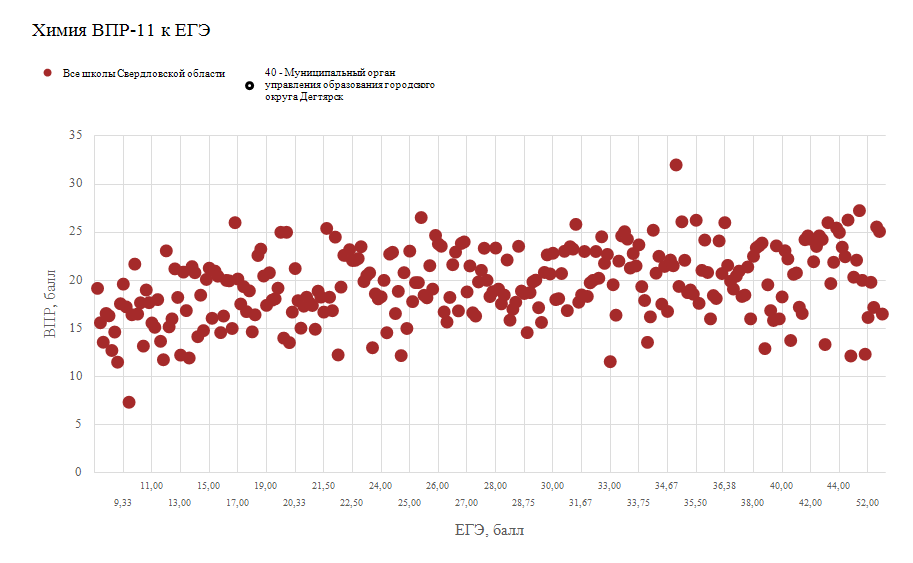 Химия ВПР-11 к ЕГЭ
Все школы Свердловской области
40 - Муниципальный орган
управления образования городского
округа Дегтярск
35
30
25
20
15
10
5
0
ВПР, балл
11,00 15,00 19,00 21,50 24,00 26,00 28,00 30,00 33,00 34,67 36,38 40,00 44,00
9,33 13,00 17,00 20,33 22,50 25,00 27,00 28,75 31,67 33,75 35,50 38,00 42,00 52,00
ЕГЭ, балл